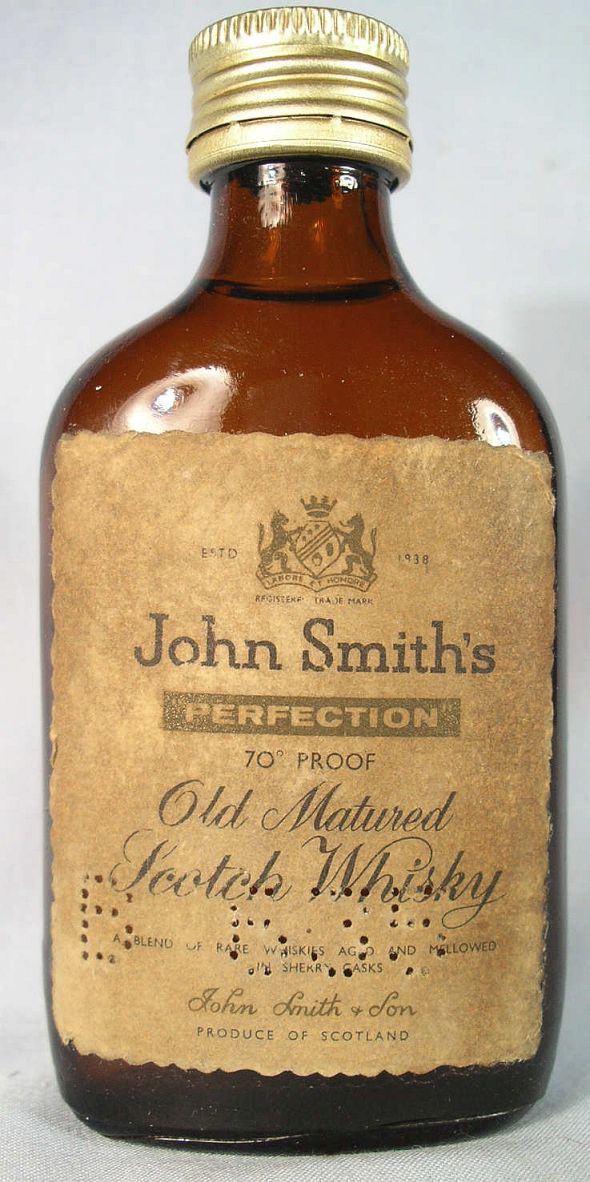 ESTD 1938
LABORE ET HONORE
REGISTERED TRADE MARK
John Smith's
"PERFECTION"
70° PROOF
Old Matured
Scotch Whisky
A BLEND OF RARE WHISKIES AGED AND MELLOWED
IN SHERRY CASKS
John Smith & Son
PRODUCE OF SCOTLAND